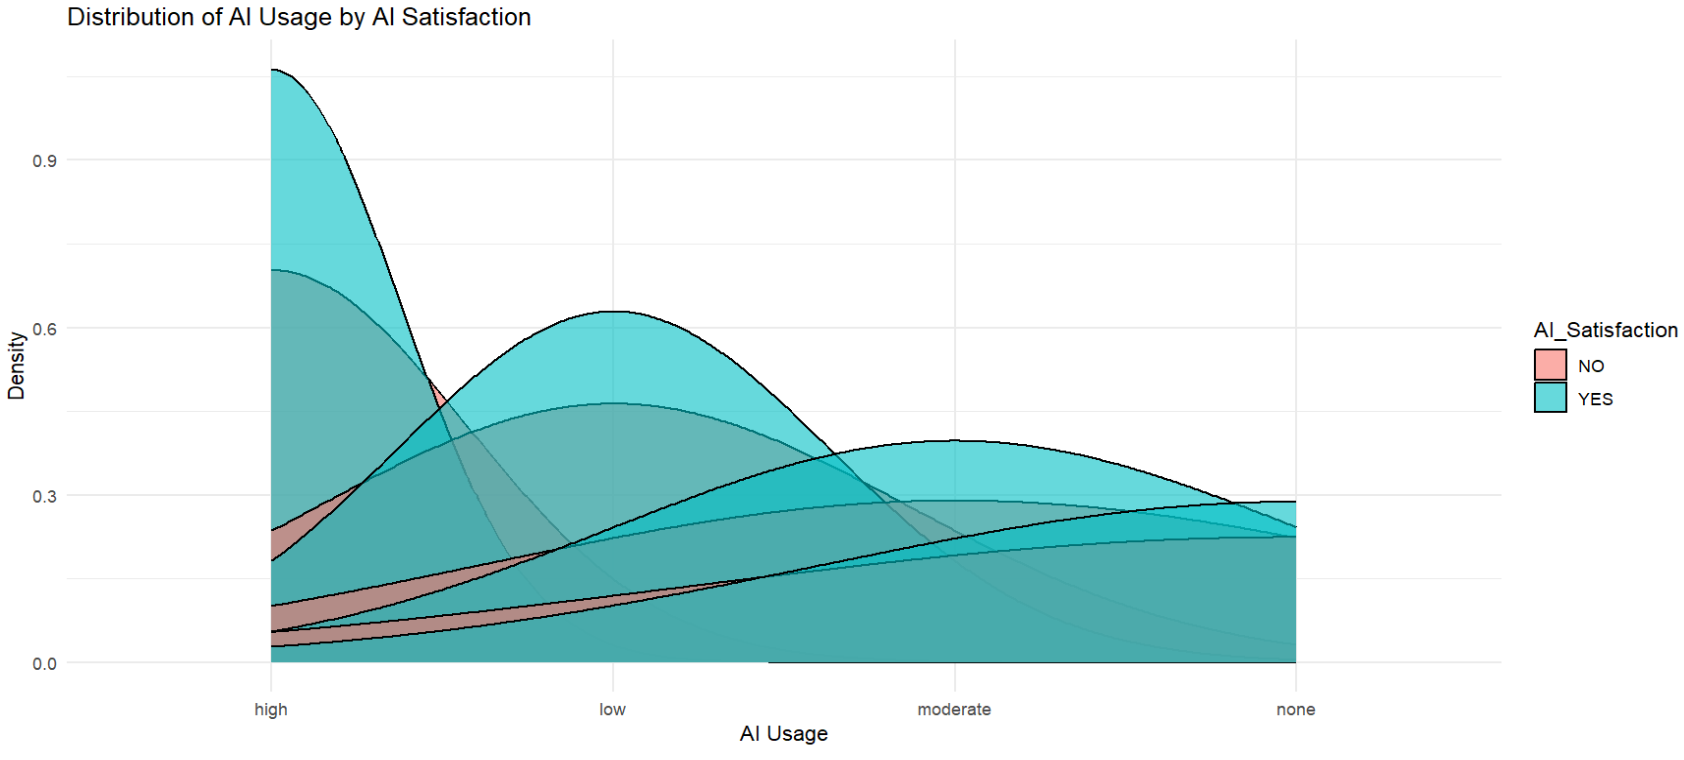 Distribution of AI Usage by AI Satisfaction
0.9
0.6
0.3
0.0
Density
high low moderate none
AI Usage
AI_Satisfaction
NO
YES